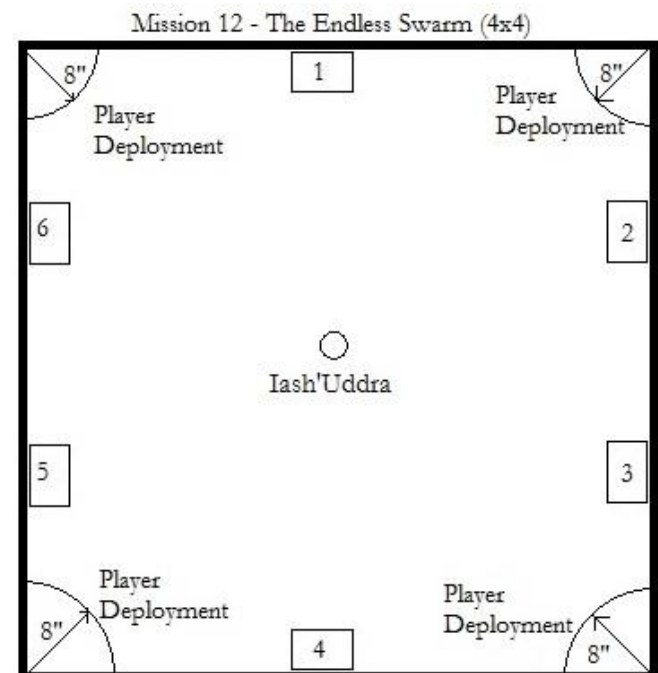 Mission 12 - The Endless Swarm (4x4)
8"
1
8"
Player
Deployment
Player
Deployment
6
2
Iash'Uddra
5
3
Player
Deployment
Player
Deployment
8"
4
8"